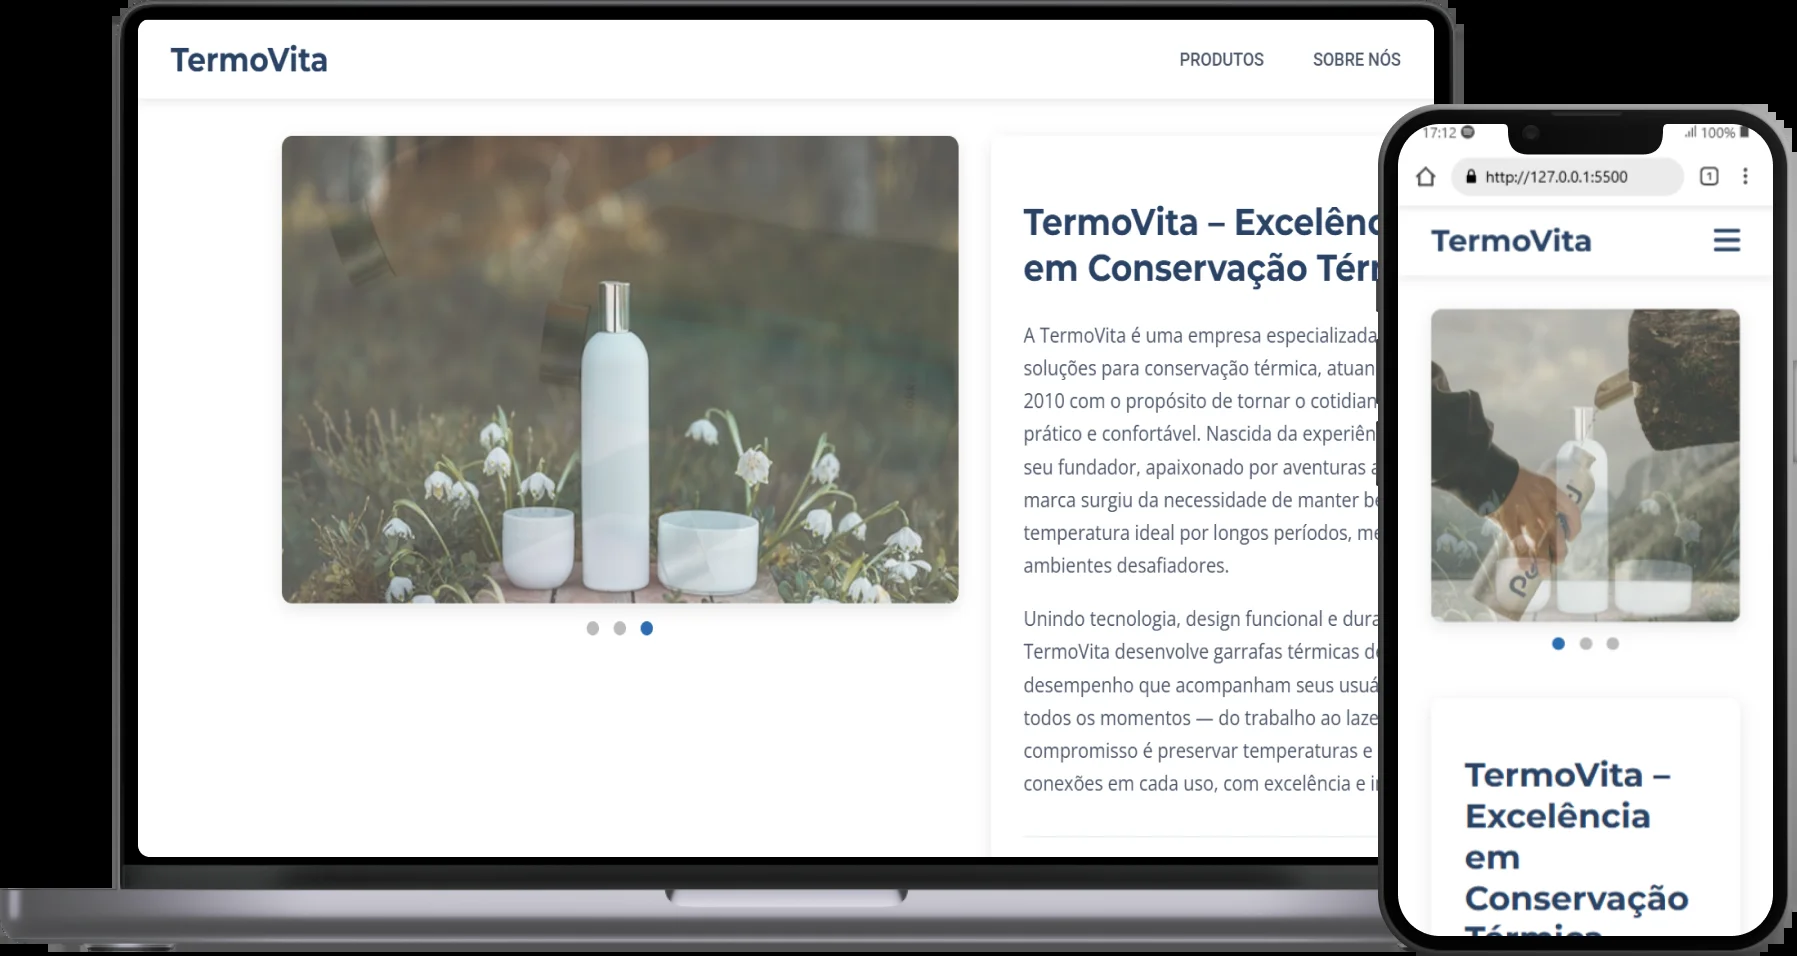 TermoVita
PRODUTOS
SOBRE NÓS
TermoVita – Excelênc
em Conservação Térr
A TermoVita é uma empresa especializada
soluções para conservação térmica, atuan
2010 com o propósito de tornar o cotidian
prático e confortável. Nascida da experiên
seu fundador, apaixonado por aventuras a
marca surgiu da necessidade de manter be
temperatura ideal por longos períodos, me
ambientes desafiadores.
Unindo tecnologia, design funcional e dura
TermoVita desenvolve garrafas térmicas de
desempenho que acompanham seus usuá
todos os momentos — do trabalho ao laze
compromisso é preservar temperaturas e
conexões em cada uso, com excelência e i
17:12
100%
http://127.0.0.1:5500
1
TermoVita
TermoVita –
Excelência
em
Conservação
Térmica